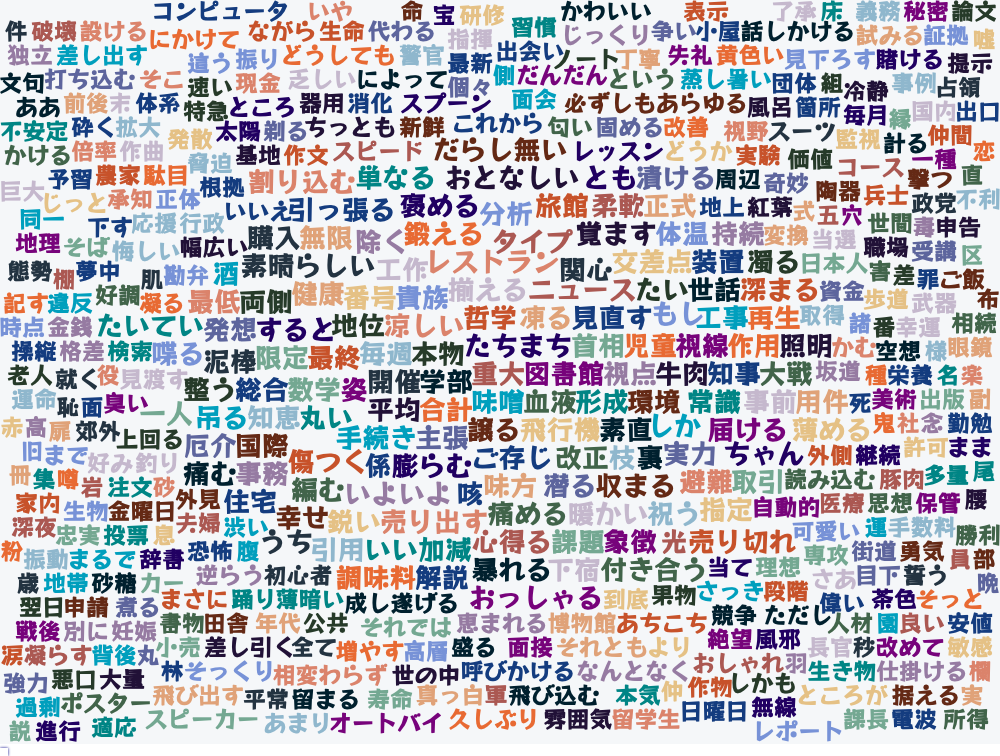 コンピュータ いや 命 宝 研修 かわいい 表示 了承 床 義務 秘密 論文
件 破壊 設ける にかけて ながら 生命 代わる 指揮 習慣 じっくり 争い 小屋 話しかける 試みる 証拠 嘘
独立 差し出す 違う 振り どうしても 警官 最新 出会い ノート 丁寧 失礼 黄色い 見下ろす 賭ける 提示
文句 打ち込む そこ 速い 現金 乏しい によって 個々 側 だんだん という 蒸し暑い 団体 組 冷静 事例 占領
ああ 前後 末 体系 特急 ところ 器用 消化 スプーン 面会 必ずしも あらゆる 風呂 箇所 毎月 縁 国内 出口
不安定 砕く 拡大 発散 太陽 剃る ちっとも 新鮮 これから 匂い 固める 改善 視野 スーツ 監視 計る 仲間 恋
かける 倍率 作曲 脅迫 基地 作文 スピード だらし無い レッスン どうか 実験 価値 コース 一種 撃つ 直
巨大 予習 農家 駄目 根拠 割り込む 単なる おとなしい とも 漬ける 周辺 奇妙 陶器 兵士 政党 不利
じっと 承知 正体 いいえ 引っ張る 褒める 分析 旅館 柔軟 正式 地上 紅葉 式 五 穴 世間 毒 申告
同一 下す 応援 行政 地理 そば 悔しい 幅広い 購入 無限 除く 鍛える タイプ 覚ます 体温 持続 変換 当選 職場 受講 区
態勢 棚 夢中 肌 勘弁 酒 素晴らしい 工作 レストラン 関心 交差点 装置 濁る 日本人 害 差 罪 ご飯
記す 違反 好調 凝る 最低 両側 健康 番号 貴族 揃える ニュース たい 世話 深まる 資金 歩道 武器 布
時点 金銭 たいてい 発想 すると 地位 涼しい 哲学 凍る 見直す もし 工事 再生 取得 諸 番 幸運 相続
操縦 格差 検索 喋る 泥棒 限定 最終 毎週 本物 たちまち 首相 児童 視線 作用 照明 かむ 空想 様 眼鏡
老人 就く 役 見渡す 整う 総合 数学 姿 開催 学部 重大 図書館 視点 牛肉 知事 大戦 坂道 種 栄養 名 楽
運命 恥 面 臭い 一人 吊る 知恵 丸い 平均 合計 味噌 血液 形成 環境 常識 事前 用件 死 美術 出版 副
赤 高 扉 郊外 上回る 厄介 国際 手続き 主張 譲る 飛行機 素直 しか 届ける 薄める 鬼 社 念 勤勉
旧 まで 好み 釣り 痛む 事務 傷つく 係 膨らむ ご存じ 改正 枝 裏 実力 ちゃん 外側 継続 許可 まま
冊 集 噂 岩 注文 砂 編む いよいよ 咳 味方 潜る 収まる 避難 取引 読み込む 豚肉 多量 尾
家内 生物 金曜日 外見 住宅 幸せ 鋭い 売り出す 痛める 暖かい 祝う 指定 自動的 医療 思想 保管 腰
深夜 忠実 投票 息 夫婦 渋い うち 引用 いい加減 心得る 課題 象徴 光 売り切れ 可愛い 運 手数料 勝利
粉 振動 まるで 辞書 恐怖 腹 逆らう 初心者 調味料 解説 暴れる 下宿 付き合う 当て 理想 専攻 街道 勇気 員 部
歳 地帯 砂糖 カー さあ 目下 誓う 晩
翌日 申請 煮る まさに 踊り 薄暗い 成し遂げる おっしゃる 到底 果物 さっき 段階 偉い 茶色 そっと
戦後 別に 妊娠 書物 田舎 年代 公共 それでは 恵まれる 博物館 あちこち 競争 ただし 人材 園 良い 安値
涙 凝らす 背後 丸 小売 差し引く 全て 増やす 高層 盛る 面接 それとも より 絶望 風邪 長官 秒 改めて 敏感
強力 悪口 大量 林 そっくり 相変わらず 世の中 呼びかける なんとなく おしゃれ 羽 生き物 仕掛ける 欄
過剰 ポスター 飛び出す 平常 留まる 寿命 真っ白 軍 飛び込む 本気 仲 作物 しかも ところが 据える 実
説 進行 適応 スピーカー あまり オートバイ 久しぶり 雰囲気 留学生 日曜日 無線 レポート 課長 電波 所得